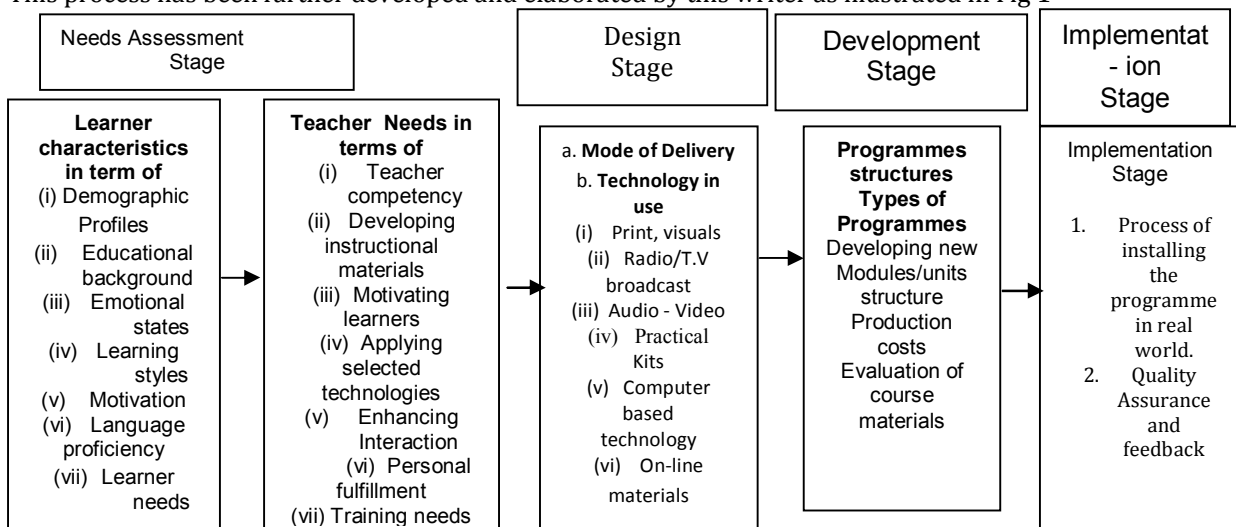 This process has been further developed and elaborated by this writer as illustrated in Fig 1
Needs Assessment
Stage
Design
Stage
Development
Stage
Implementat
- ion
Stage
Learner
characteristics
in term of
(i) Demographic
Profiles
(ii) Educational
background
(iii) Emotional
states
(iv) Learning
styles
(v) Motivation
(vi) Language
proficiency
(vii) Learner
needs
Teacher Needs in
terms of
(i) Teacher
competency
(ii) Developing
instructional
materials
(iii) Motivating
learners
(iv) Applying
selected
technologies
(v) Enhancing
Interaction
(vi) Personal
fulfillment
(vii) Training needs
a. Mode of Delivery
b. Technology in
use
(i) Print, visuals
(ii) Radio/T.V
broadcast
(iii) Audio - Video
(iv) Practical
Kits
(v) Computer
based
technology
(vi) On-line
materials
Programmes
structures
Types of
Programmes
Developing new
Modules/units
structure
Production
costs
Evaluation of
course
materials
Implementation
Stage
1. Process of
installing
the
programme
in real
world.
2. Quality
Assurance
and
feedback